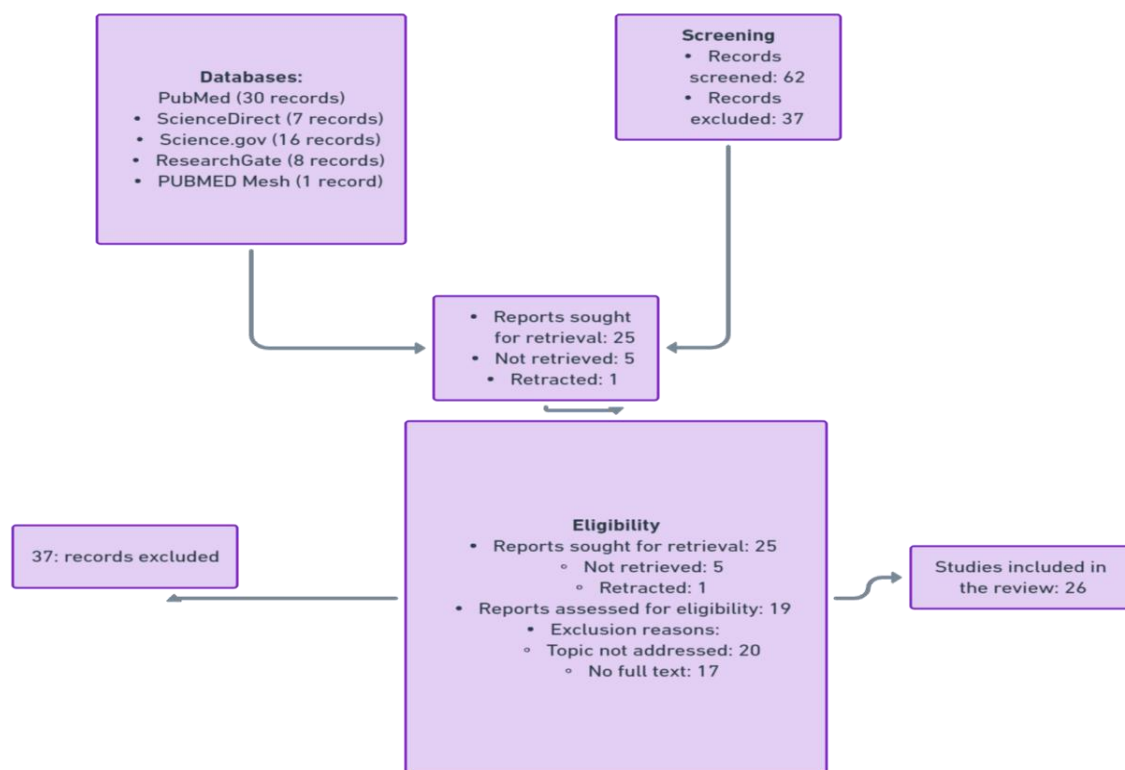 Databases:
PubMed (30 records)
• ScienceDirect (7 records)
• Science.gov (16 records)
• ResearchGate (8 records)
• PUBMED Mesh (1 record)
Screening
• Records
screened: 62
• Records
excluded: 37
• Reports sought
for retrieval: 25
• Not retrieved: 5
• Retracted: 1
Eligibility
• Reports sought for retrieval: 25
◦ Not retrieved: 5
◦ Retracted: 1
• Reports assessed for eligibility: 19
• Exclusion reasons:
◦ Topic not addressed: 20
◦ No full text: 17
37: records excluded
Studies included in
the review: 26